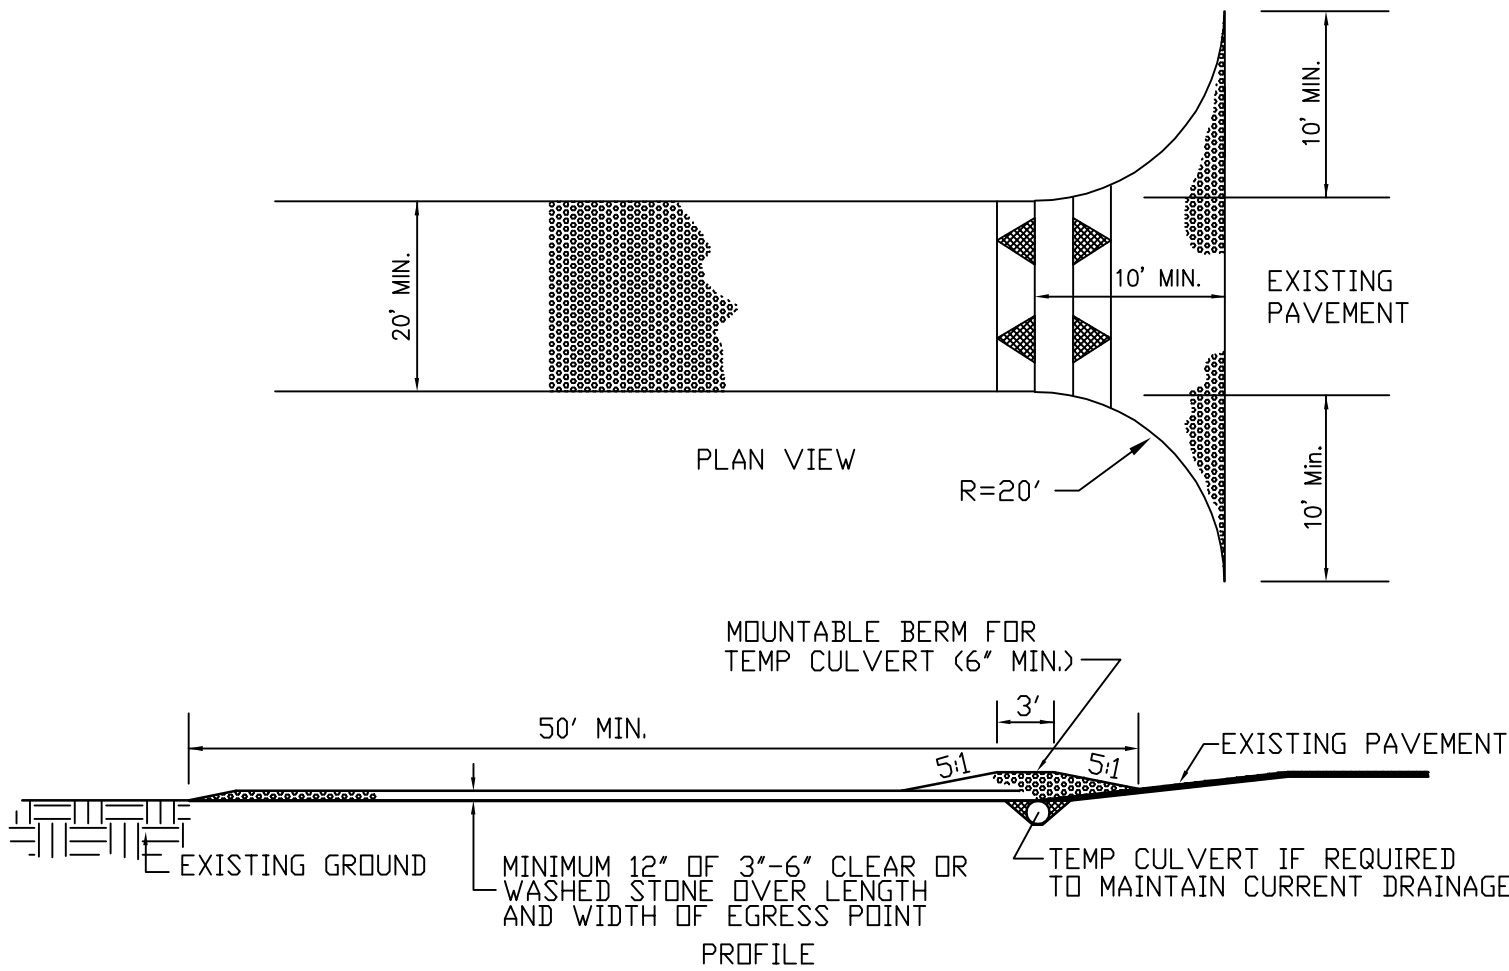 10' MIN.
20' MIN.
10' MIN.
EXISTING
PAVEMENT
10' Min.
PLAN VIEW
R=20'
MOUNTABLE BERM FOR
TEMP CULVERT (6" MIN.)
3'
50' MIN.
5:1
5:1
EXISTING PAVEMENT
EXISTING GROUND
MINIMUM 12" OF 3"-6" CLEAR OR
WASHED STONE OVER LENGTH
AND WIDTH OF EGRESS POINT
TEMP CULVERT IF REQUIRED
TO MAINTAIN CURRENT DRAINAGE
PROFILE